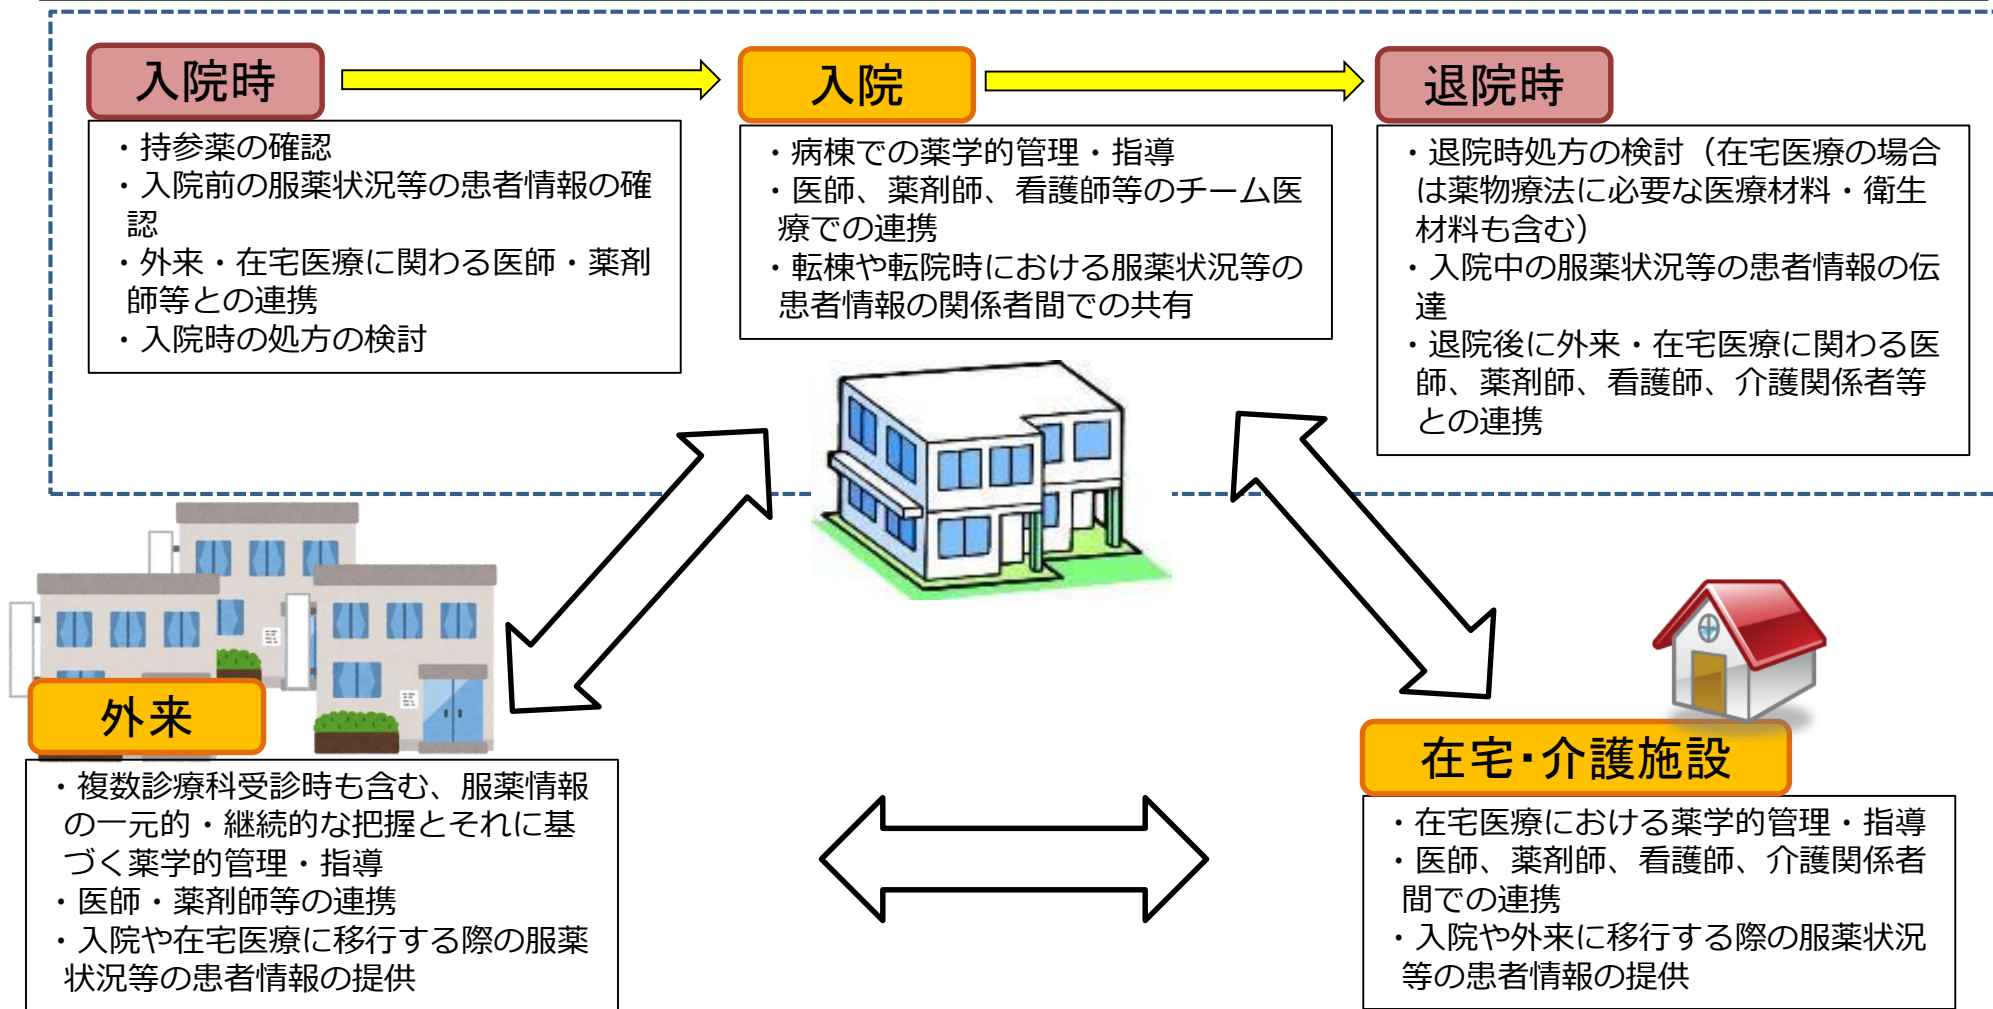 入院時
・持参薬の確認
・入院前の服薬状況等の患者情報の確
認
・外来・在宅医療に関わる医師・薬剤
師等との連携
・入院時の処方の検討
入院
・病棟での薬学的管理・指導
・医師、薬剤師、看護師等のチーム医
療での連携
・転棟や転院時における服薬状況等の
患者情報の関係者間での共有
退院時
・退院時処方の検討（在宅医療の場合
は薬物療法に必要な医療材料・衛生
材料も含む）
・入院中の服薬状況等の患者情報の伝
達
・退院後に外来・在宅医療に関わる医
師、薬剤師、看護師、介護関係者等
との連携
外来
・複数診療科受診時も含む、服薬情報
の一元的・継続的な把握とそれに基
づく薬学的管理・指導
・医師・薬剤師等の連携
・入院や在宅医療に移行する際の服薬
状況等の患者情報の提供
在宅・介護施設
・在宅医療における薬学的管理・指導
・医師、薬剤師、看護師、介護関係者
間での連携
・入院や外来に移行する際の服薬状況
等の患者情報の提供